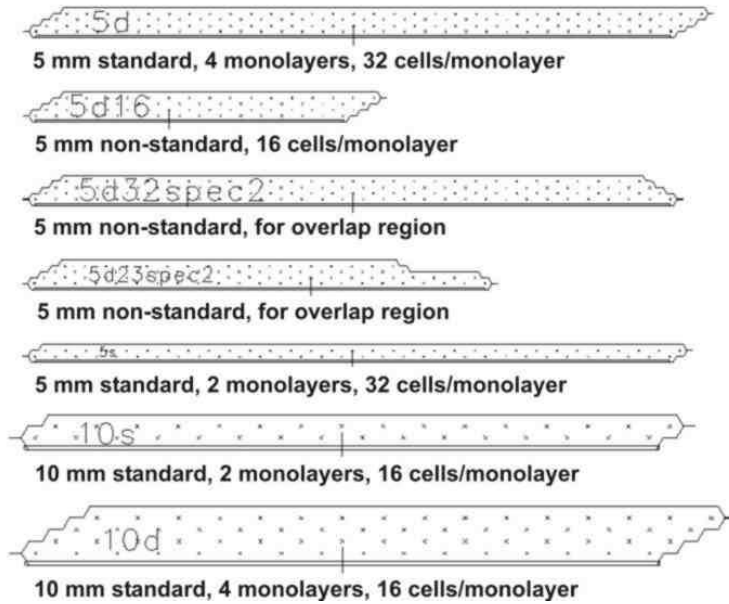 5d
5 mm standard, 4 monolayers, 32 cells/monolayer
5d16
5 mm non-standard, 16 cells/monolayer
5d32spec2
5 mm non-standard, for overlap region
5d23spec2
5 mm non-standard, for overlap region
5s
5 mm standard, 2 monolayers, 32 cells/monolayer
10s
10 mm standard, 2 monolayers, 16 cells/monolayer
10d
10 mm standard, 4 monolayers, 16 cells/monolayer